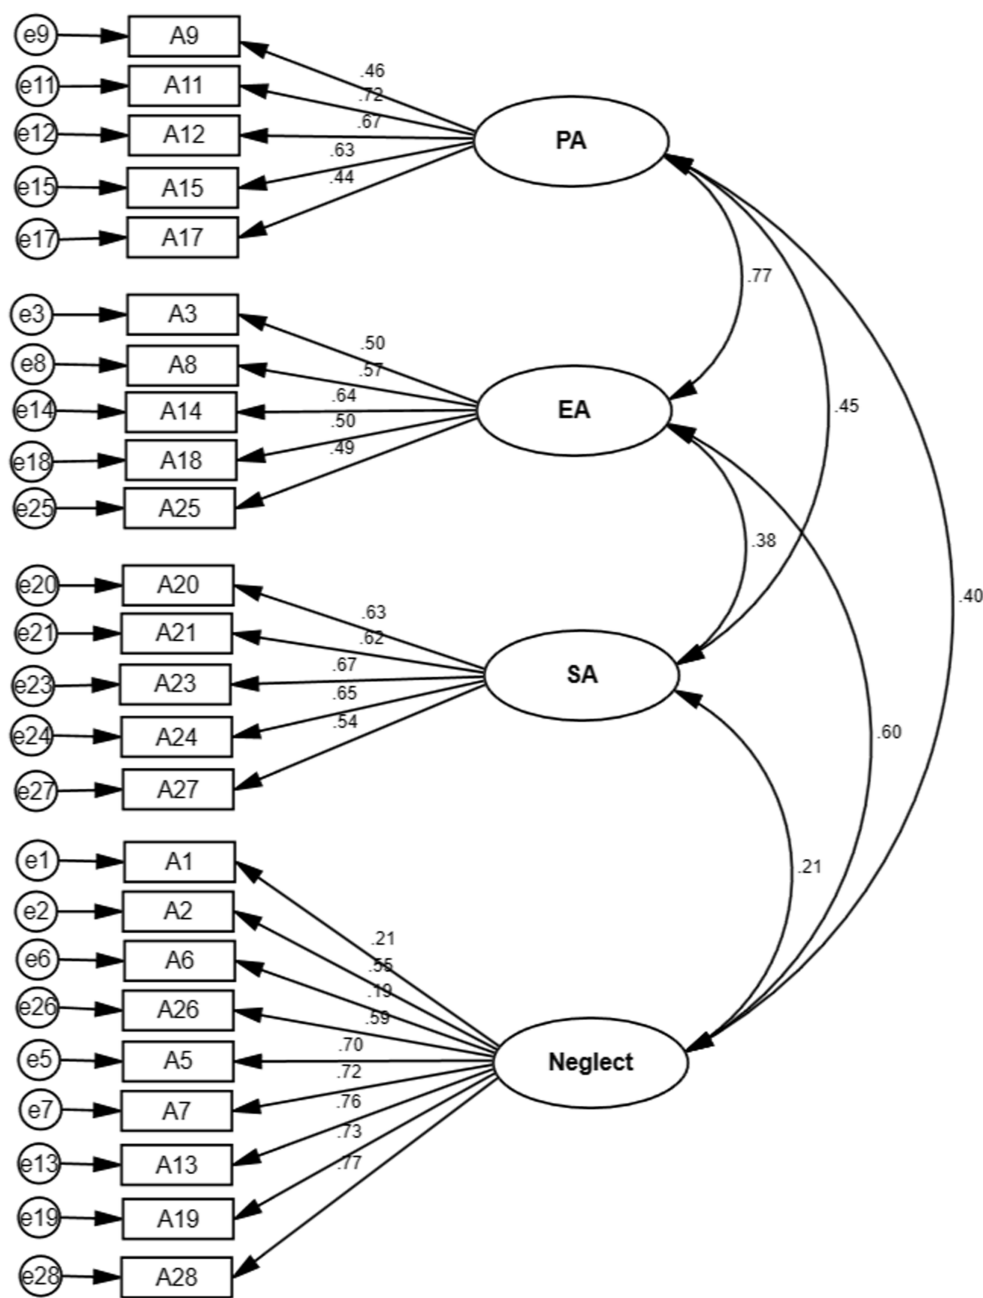 e9 A9
.46
e11 A11
.72
e12 A12
.67
PA
e15 A15
.63
e17 A17
.44
.77
e3 A3
.50
e8 A8
.57
e14 A14
.64
EA
.45
e18 A18
.50
e25 A25
.49
.38
e20 A20
.63
e21 A21
.62
.40
e23 A23
.67
SA
e24 A24
.65
e27 A27
.54
.60
e1 A1
.21
.21
e2 A2
.55
e6 A6
.19
e26 A26
.59
e5 A5
.70
Neglect
e7 A7
.72
e13 A13
.76
e19 A19
.73
e28 A28
.77